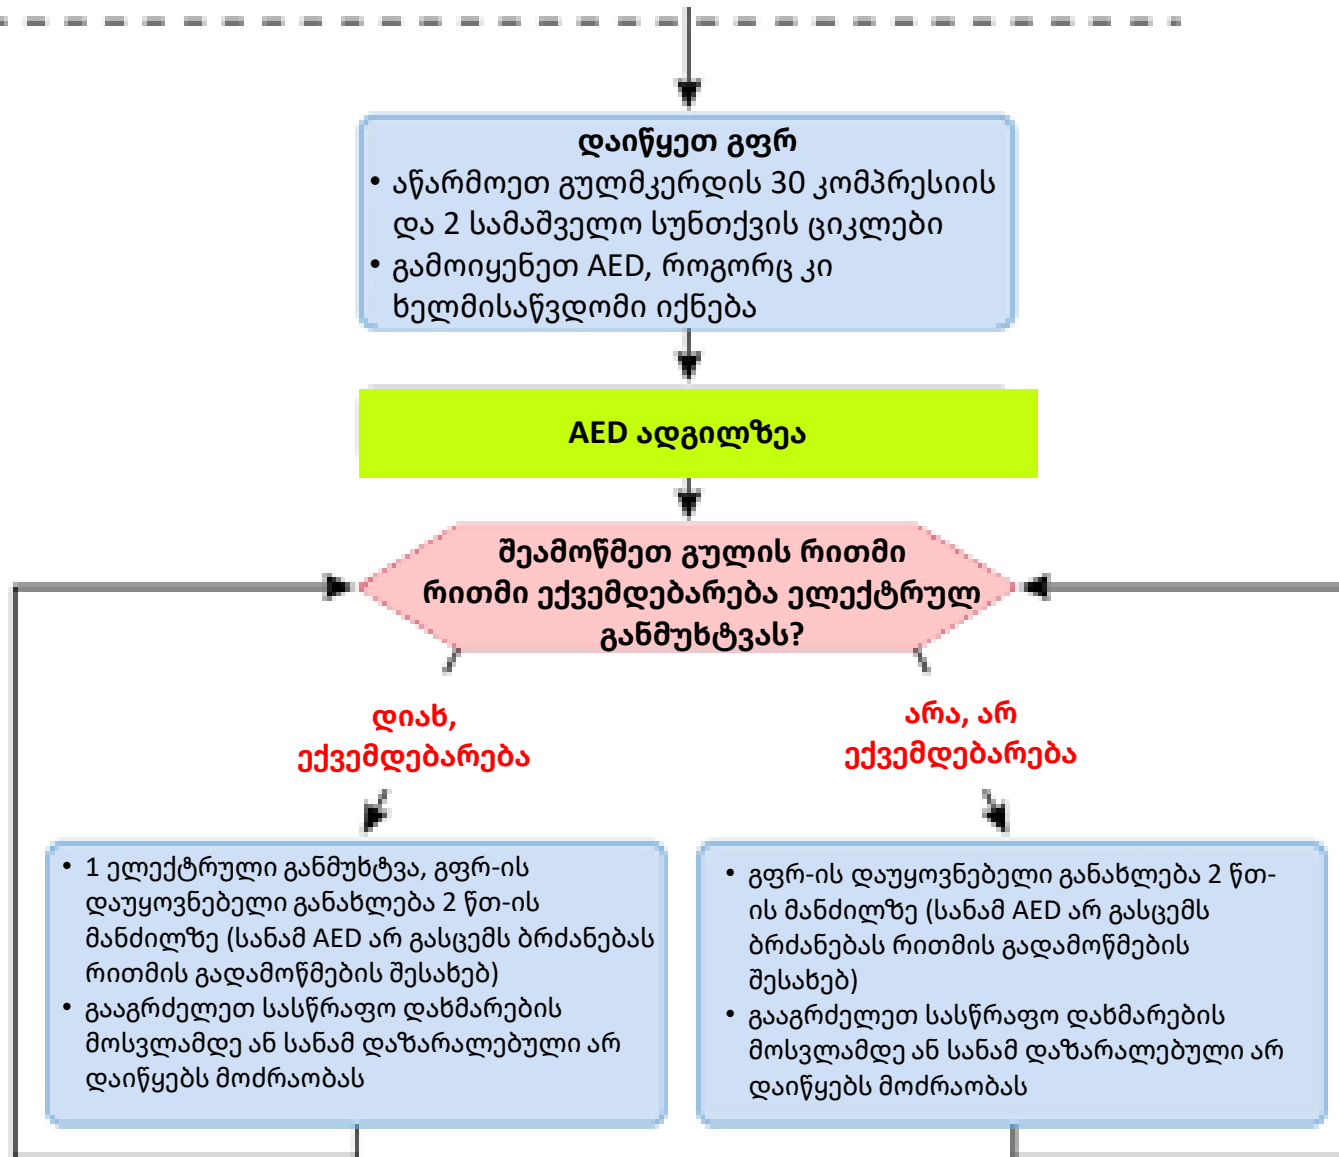 დაიწყეთ გფრ
• აწარმოეთ გულმკერდის 30 კომპრესიის
და 2 სამაშველო სუნთქვის ციკლები
• გამოიყენეთ AED, როგორც კი
ხელმისაწვდომი იქნება
AED ადგილზეა
შეამოწმეთ გულის რითმი
რითმი ექვემდებარება ელექტრულ
განმუხტვას?
დიახ,
ექვემდებარება
არა, არ
ექვემდებარება
• 1 ელექტრული განმუხტვა, გფრ-ის
დაუყოვნებელი განახლება 2 წთ-ის
მანძილზე (სანამ AED არ გასცემს ბრძანებას
რითმის გადამოწმების შესახებ)
• გააგრძელეთ სასწრაფო დახმარების
მოსვლამდე ან სანამ დაზარალებული არ
დაიწყებს მოძრაობას
• გფრ-ის დაუყოვნებელი განახლება 2 წთ-
ის მანძილზე (სანამ AED არ გასცემს
ბრძანებას რითმის გადამოწმების
შესახებ)
• გააგრძელეთ სასწრაფო დახმარების
მოსვლამდე ან სანამ დაზარალებული არ
დაიწყებს მოძრაობას